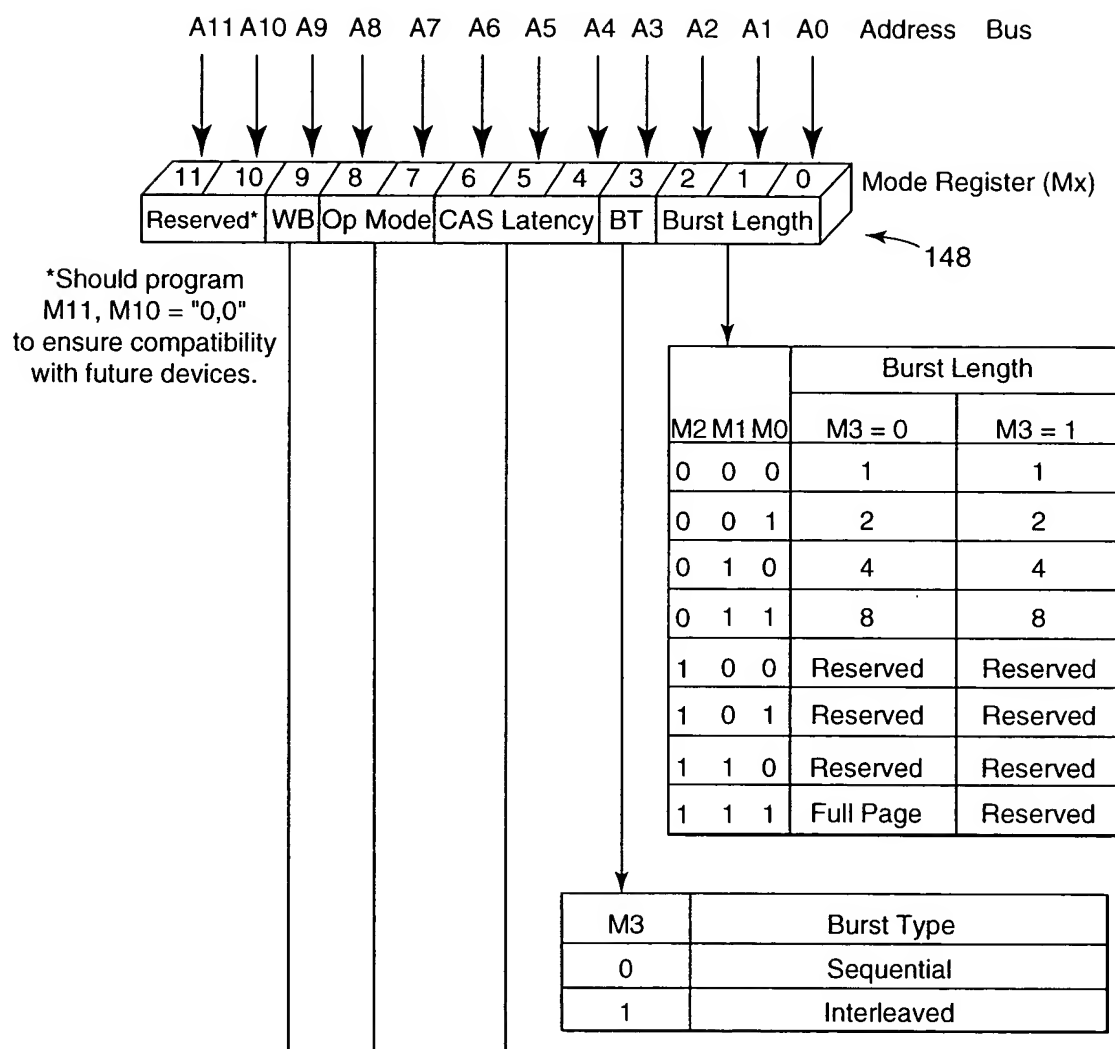 A11 A10 A9 A8 A7 A6 A5 A4 A3 A2 A1 A0 Address Bus
11 10 9 8 7 6 5 4 3 2 1 0 Mode Register (Mx)
Reserved* WB Op Mode CAS Latency BT Burst Length
148
*Should program
M11, M10 = "0,0"
to ensure compatibility
with future devices.
Burst Length
M2 M1 M0 M3 = 0 M3 = 1
0 0 0 1 1
0 0 1 2 2
0 1 0 4 4
0 1 1 8 8
1 0 0 Reserved Reserved
1 0 1 Reserved Reserved
1 1 0 Reserved Reserved
1 1 1 Full Page Reserved
M3 Burst Type
0 Sequential
1 Interleaved